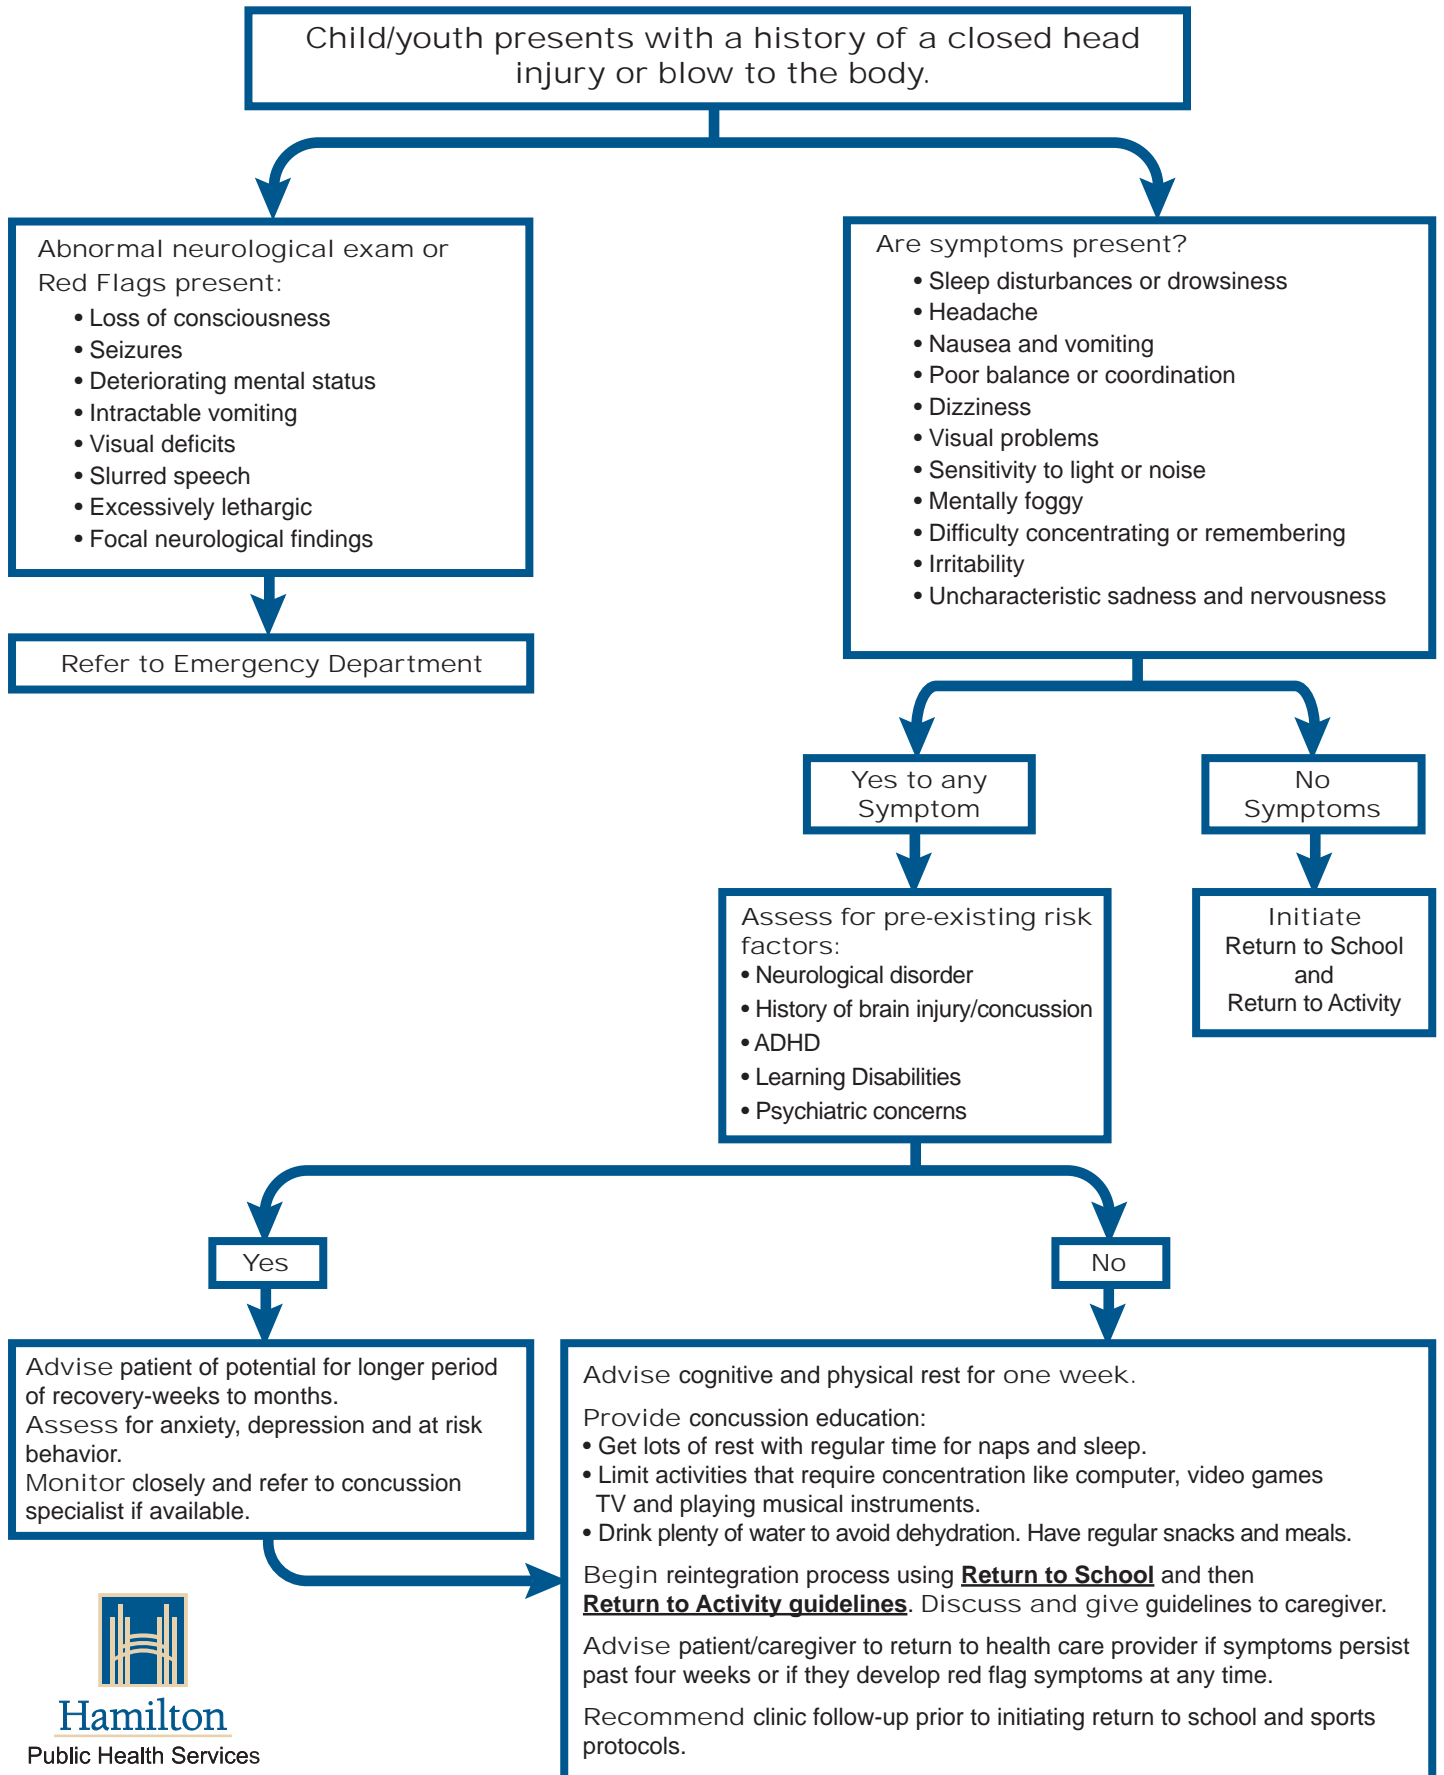 Child/youth presents with a history of a closed head
injury or blow to the body.
Abnormal neurological exam or
Red Flags present:
• Loss of consciousness
• Seizures
• Deteriorating mental status
• Intractable vomiting
• Visual deficits
• Slurred speech
• Excessively lethargic
• Focal neurological findings
Refer to Emergency Department
Are symptoms present?
• Sleep disturbances or drowsiness
• Headache
• Nausea and vomiting
• Poor balance or coordination
• Dizziness
• Visual problems
• Sensitivity to light or noise
• Mentally foggy
• Difficulty concentrating or remembering
• Irritability
• Uncharacteristic sadness and nervousness
Yes to any
Symptom
No
Symptoms
Assess for pre-existing risk
factors:
• Neurological disorder
• History of brain injury/concussion
• ADHD
• Learning Disabilities
• Psychiatric concerns
Initiate
Return to School
and
Return to Activity
Yes
No
Advise patient of potential for longer period
of recovery-weeks to months.
Assess for anxiety, depression and at risk
behavior.
Monitor closely and refer to concussion
specialist if available.
Advise cognitive and physical rest for one week.
Provide concussion education:
• Get lots of rest with regular time for naps and sleep.
• Limit activities that require concentration like computer, video games
TV and playing musical instruments.
• Drink plenty of water to avoid dehydration. Have regular snacks and meals.
Begin reintegration process using Return to School and then
Return to Activity guidelines. Discuss and give guidelines to caregiver.
Advise patient/caregiver to return to health care provider if symptoms persist
past four weeks or if they develop red flag symptoms at any time.
Recommend clinic follow-up prior to initiating return to school and sports
protocols.
Hamilton
Public Health Services